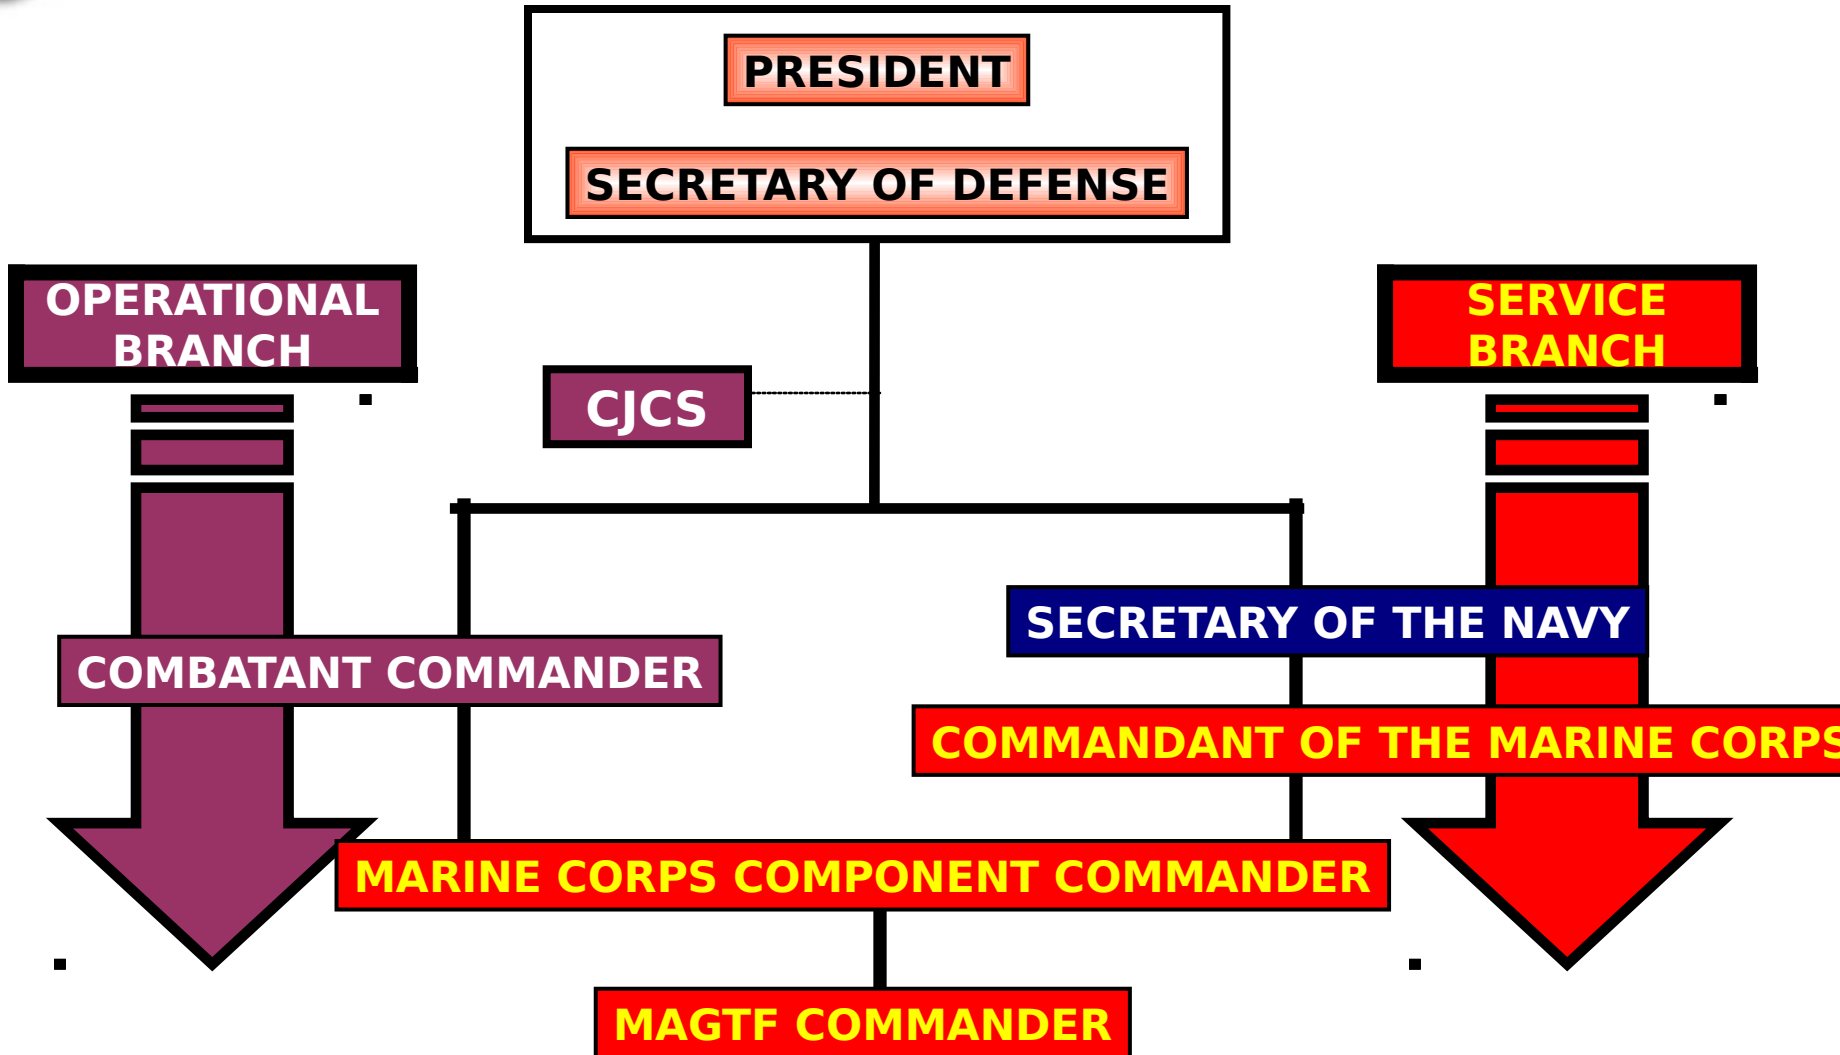 PRESIDENT
SECRETARY OF DEFENSE
OPERATIONAL
BRANCH
SERVICE
BRANCH
CJCS
SECRETARY OF THE NAVY
COMBATANT COMMANDER
COMMANDANT OF THE MARINE CORPS
MARINE CORPS COMPONENT COMMANDER
MAGTF COMMANDER